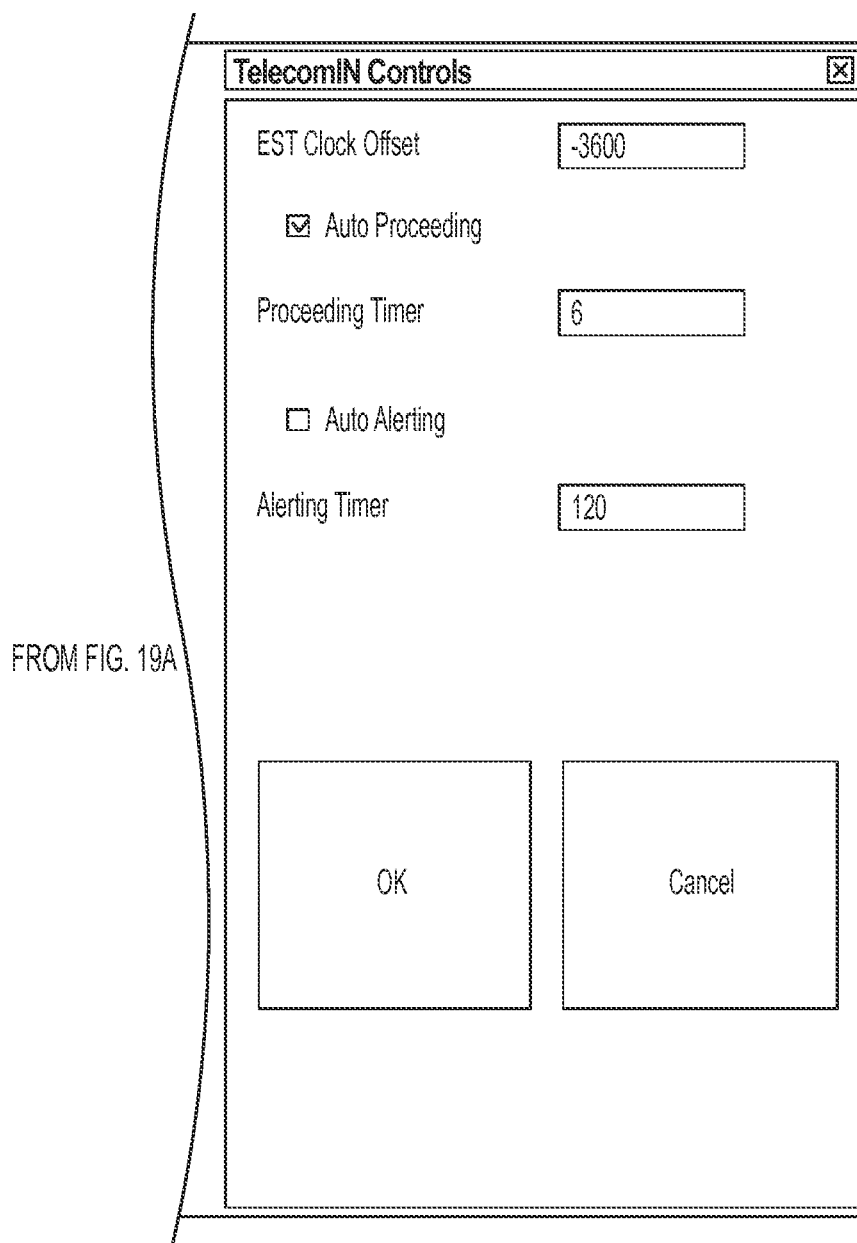 TelecomIN Controls
EST Clock Offset -3600
Auto Proceeding
Proceeding Timer 6
Auto Alerting
Alerting Timer 120
FROM FIG. 19A
OK Cancel